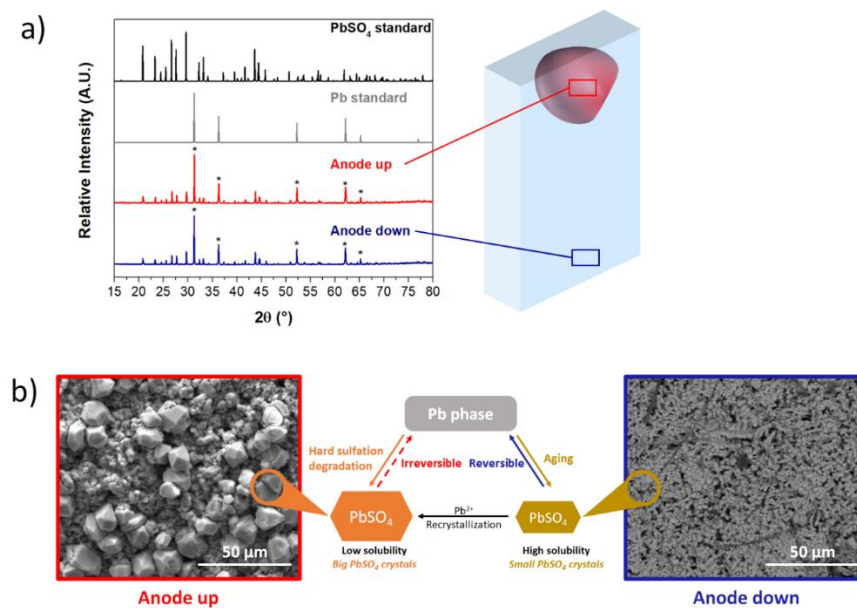 a)
PbSO₄ standard
Pb standard
Anode up
Anode down
Relative Intensity (A.U.)
*
*
*
*
*
*
*
*
*
*
15 20 25 30 35 40 45 50 55 60 65 70 75 80
2θ (°)
b)
50 µm
Anode up
Pb phase
Hard sulfation
degradation
Irreversible
Reversible
Aging
PbSO₄
Pb²⁺
Recrystallization
PbSO₄
Low solubility
Big PbSO₄ crystals
High solubility
Small PbSO₄ crystals
50 µm
Anode down